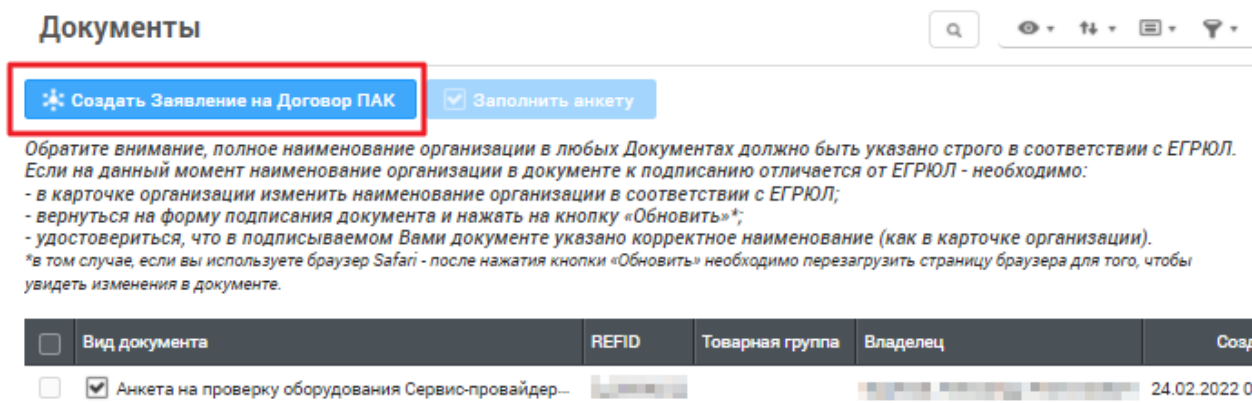 Документы
Создать Заявление на Договор ПАК
Заполнить анкету
Обратите внимание, полное наименование организации в любых Документах должно быть указано строго в соответствии с ЕГРЮЛ.
Если на данный момент наименование организации в документе к подписанию отличается от ЕГРЮЛ - необходимо:
- в карточке организации изменить наименование организации в соответствии с ЕГРЮЛ;
- вернуться на форму подписания документа и нажать на кнопку «Обновить»*;
- удостовериться, что в подписываемом Вами документе указано корректное наименование (как в карточке организации).
*в том случае, если вы используете браузер Safari - после нажатия кнопки «Обновить» необходимо перезагрузить страницу браузера для того, чтобы
увидеть изменения в документе.
Вид документа REFID Товарная группа Владелец Созд
Анкета на проверку оборудования Сервис-провайдер... 24.02.2022 0